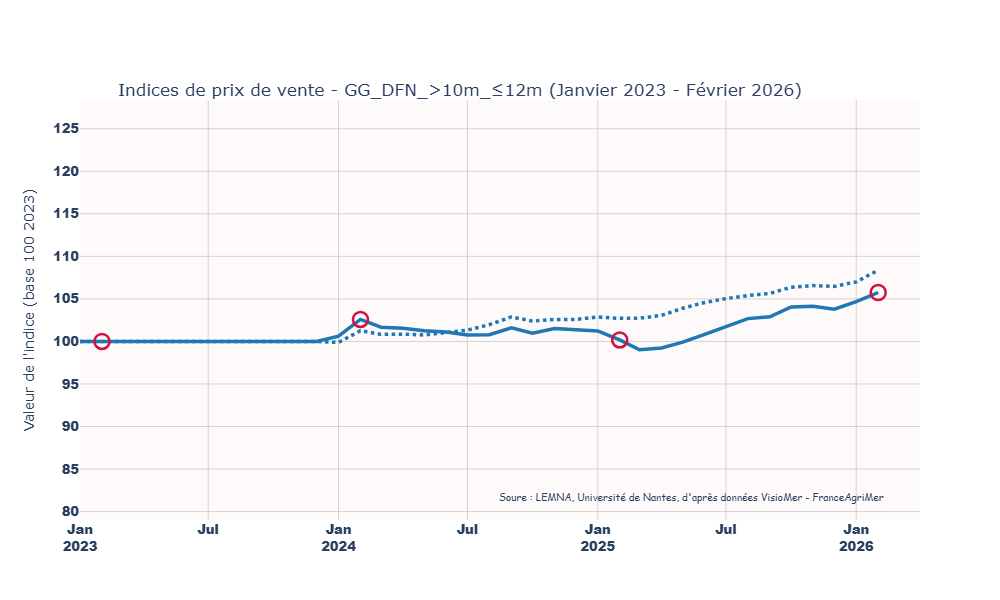 Indices de prix de vente - GG_DFN_>10m_≤12m (Janvier 2023 - Février 2026)
Valeur de l'indice (base 100 2023)
125
120
115
110
105
100
95
90
85
80
Soure : LEMNA, Université de Nantes, d'après données VisioMer - FranceAgriMer
Jan Jul Jan Jul Jan Jul Jan
2023 2024 2025 2026